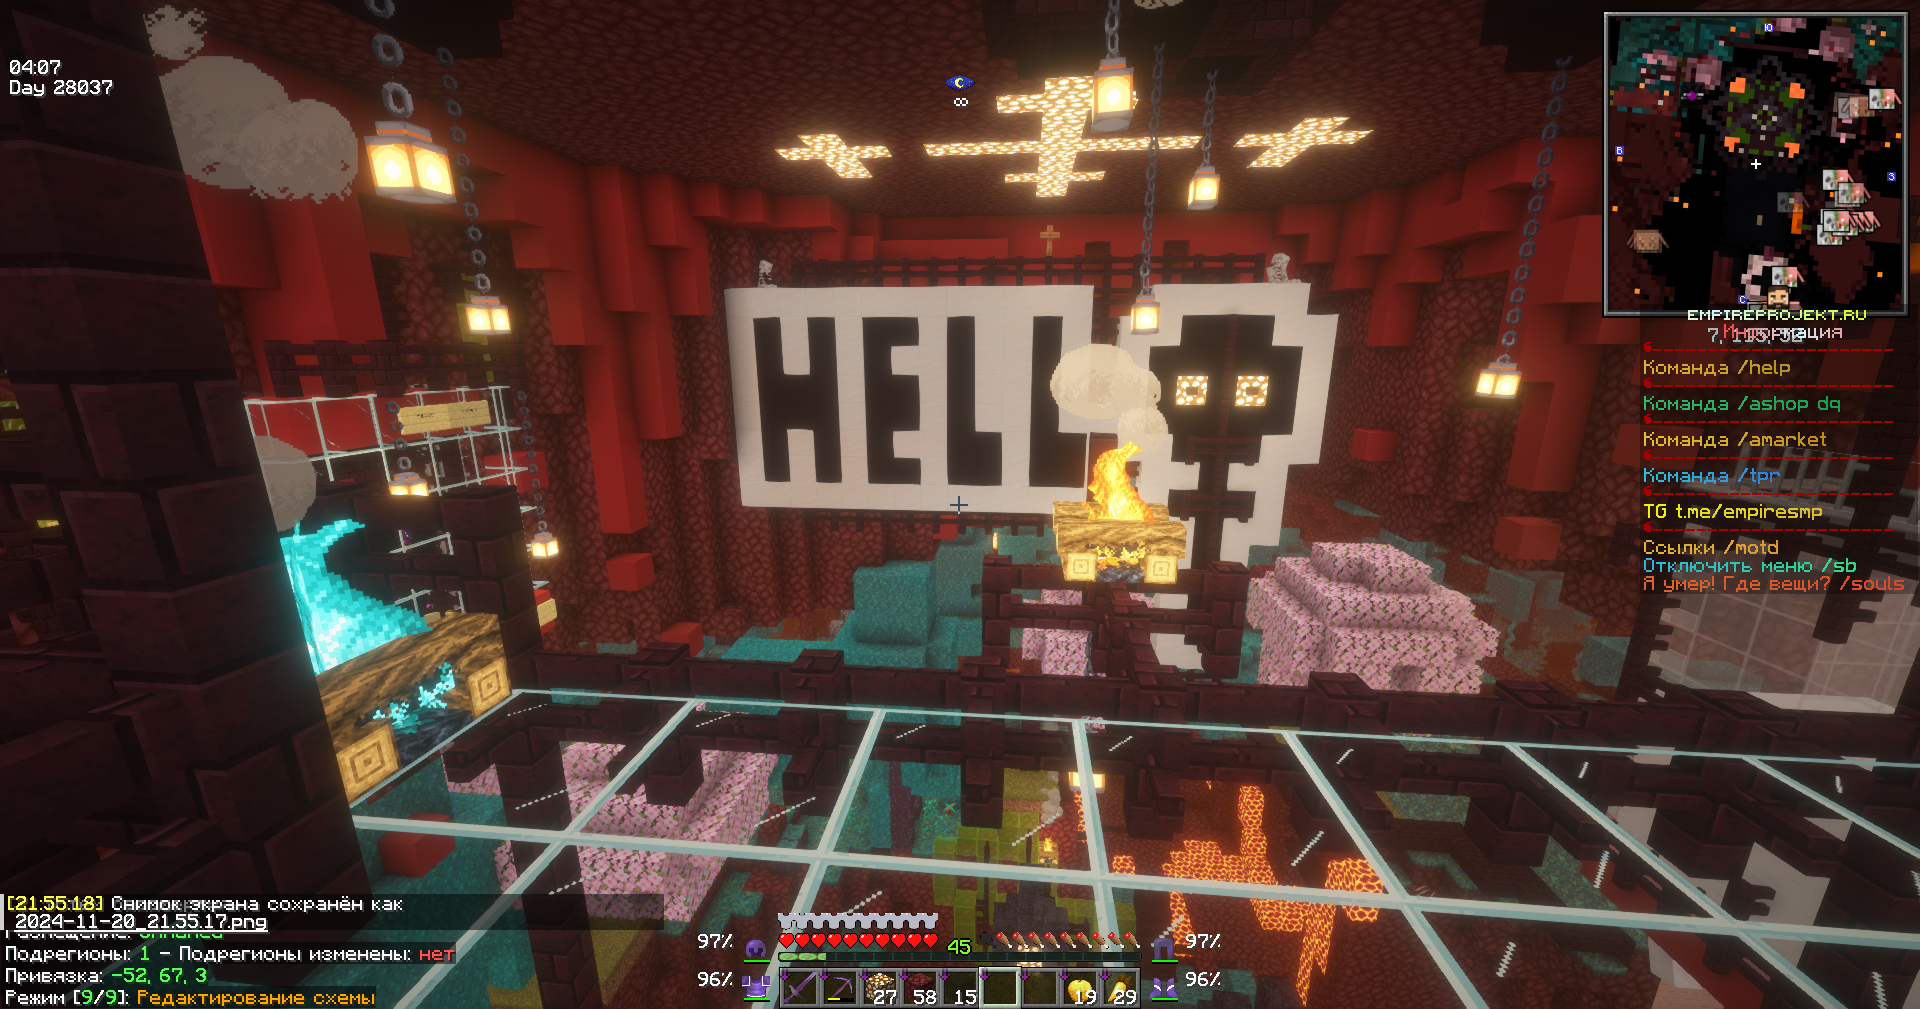 04:07
Day 28037
∞
Ю
В
З
С
EMPIREPROJEKT.RU
Информация
Команда /help
Команда /ashop dq
Команда /amarket
Команда /tpr
TG t.me/empiresmp
Ссылки /motd
Отключить меню /sb
Я умер! Где вещи? /souls
HELL
[21:55:18] Снимок экрана сохранён как
2024-11-20_21.55.17.png
Подрегионы: 1 - Подрегионы изменены: нет
Привязка: -52, 67, 3
Режим [9/9]: Редактирование схемы
97% 45 97%
96% 96%
27 58 15 19 29